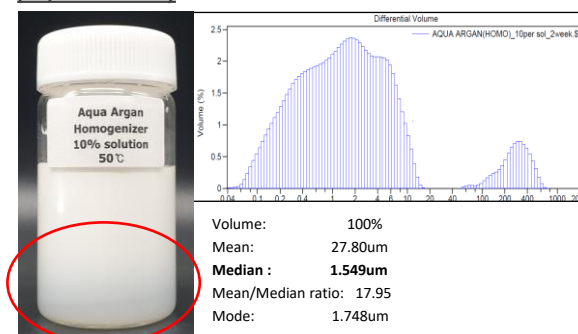 Aqua Argan
Homogenizer
10% solution
50℃
Differential Volume
AQUA ARGAN(HOMO)_10per sol_2week.$
Volume (%)
2.5
2
1.5
1
0.5
0
0.04 0.1 0.2 0.4 1 2 4 6 10 20 40 100 200 400 1000 20
Volume: 100%
Mean: 27.80um
Median : 1.549um
Mean/Median ratio: 17.95
Mode: 1.748um